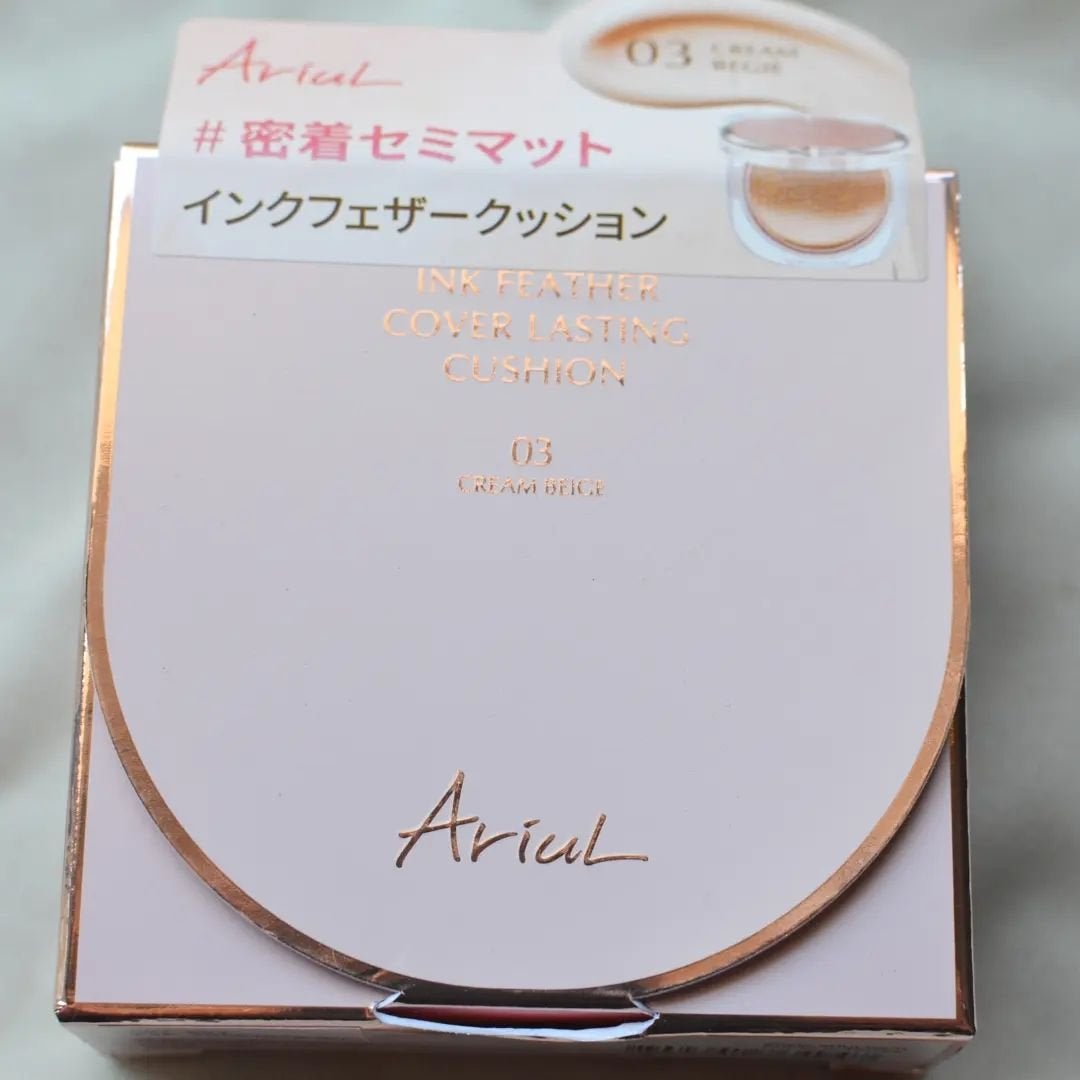 Ariul
03 CREAM
BEGIE
# 密着セミマット
インクフェザークッション
INK FEATHER
COVER LASTING
CUSHION
03
CREAM BEIGE
Ariul